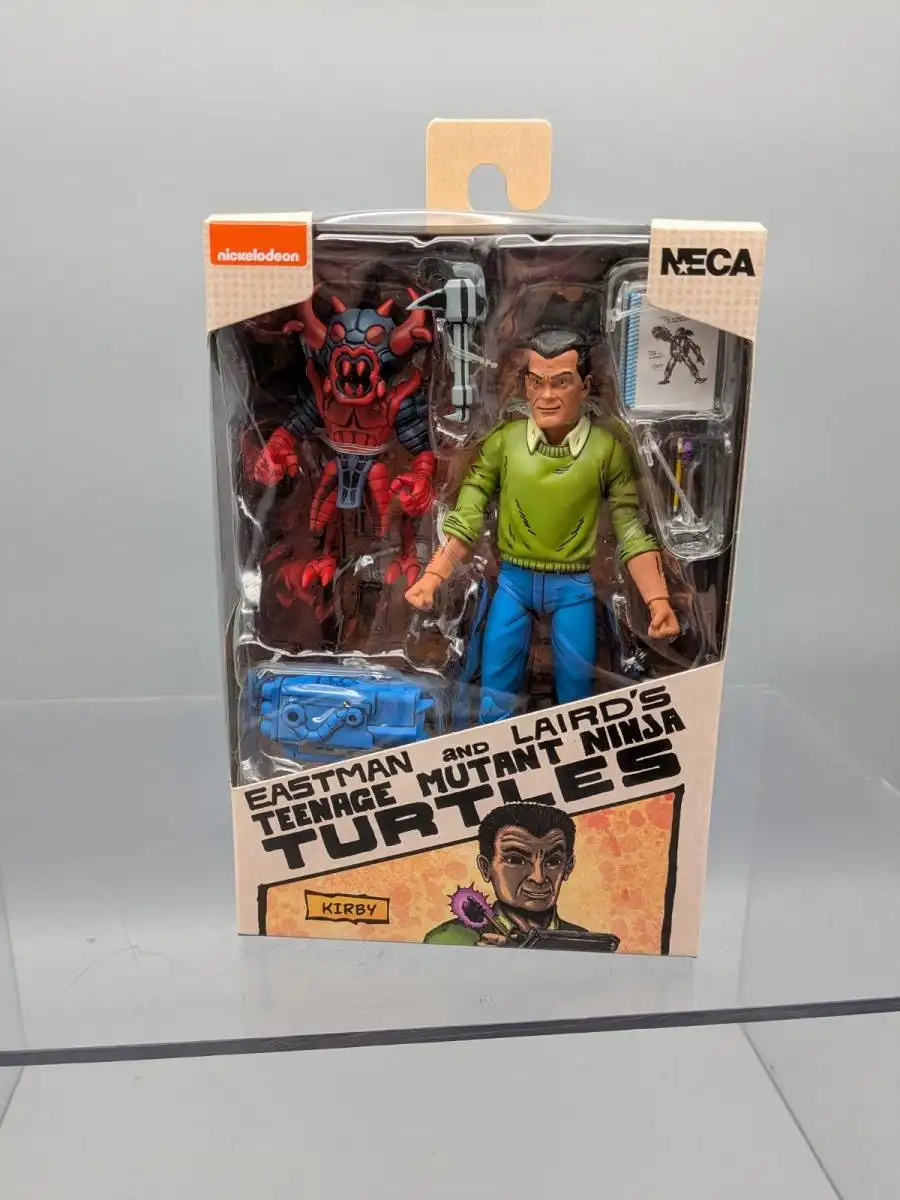 nickelodeon
NECA
EASTMAN AND LAIRD'S
TEENAGE MUTANT NINJA
TURTLES
KIRBY